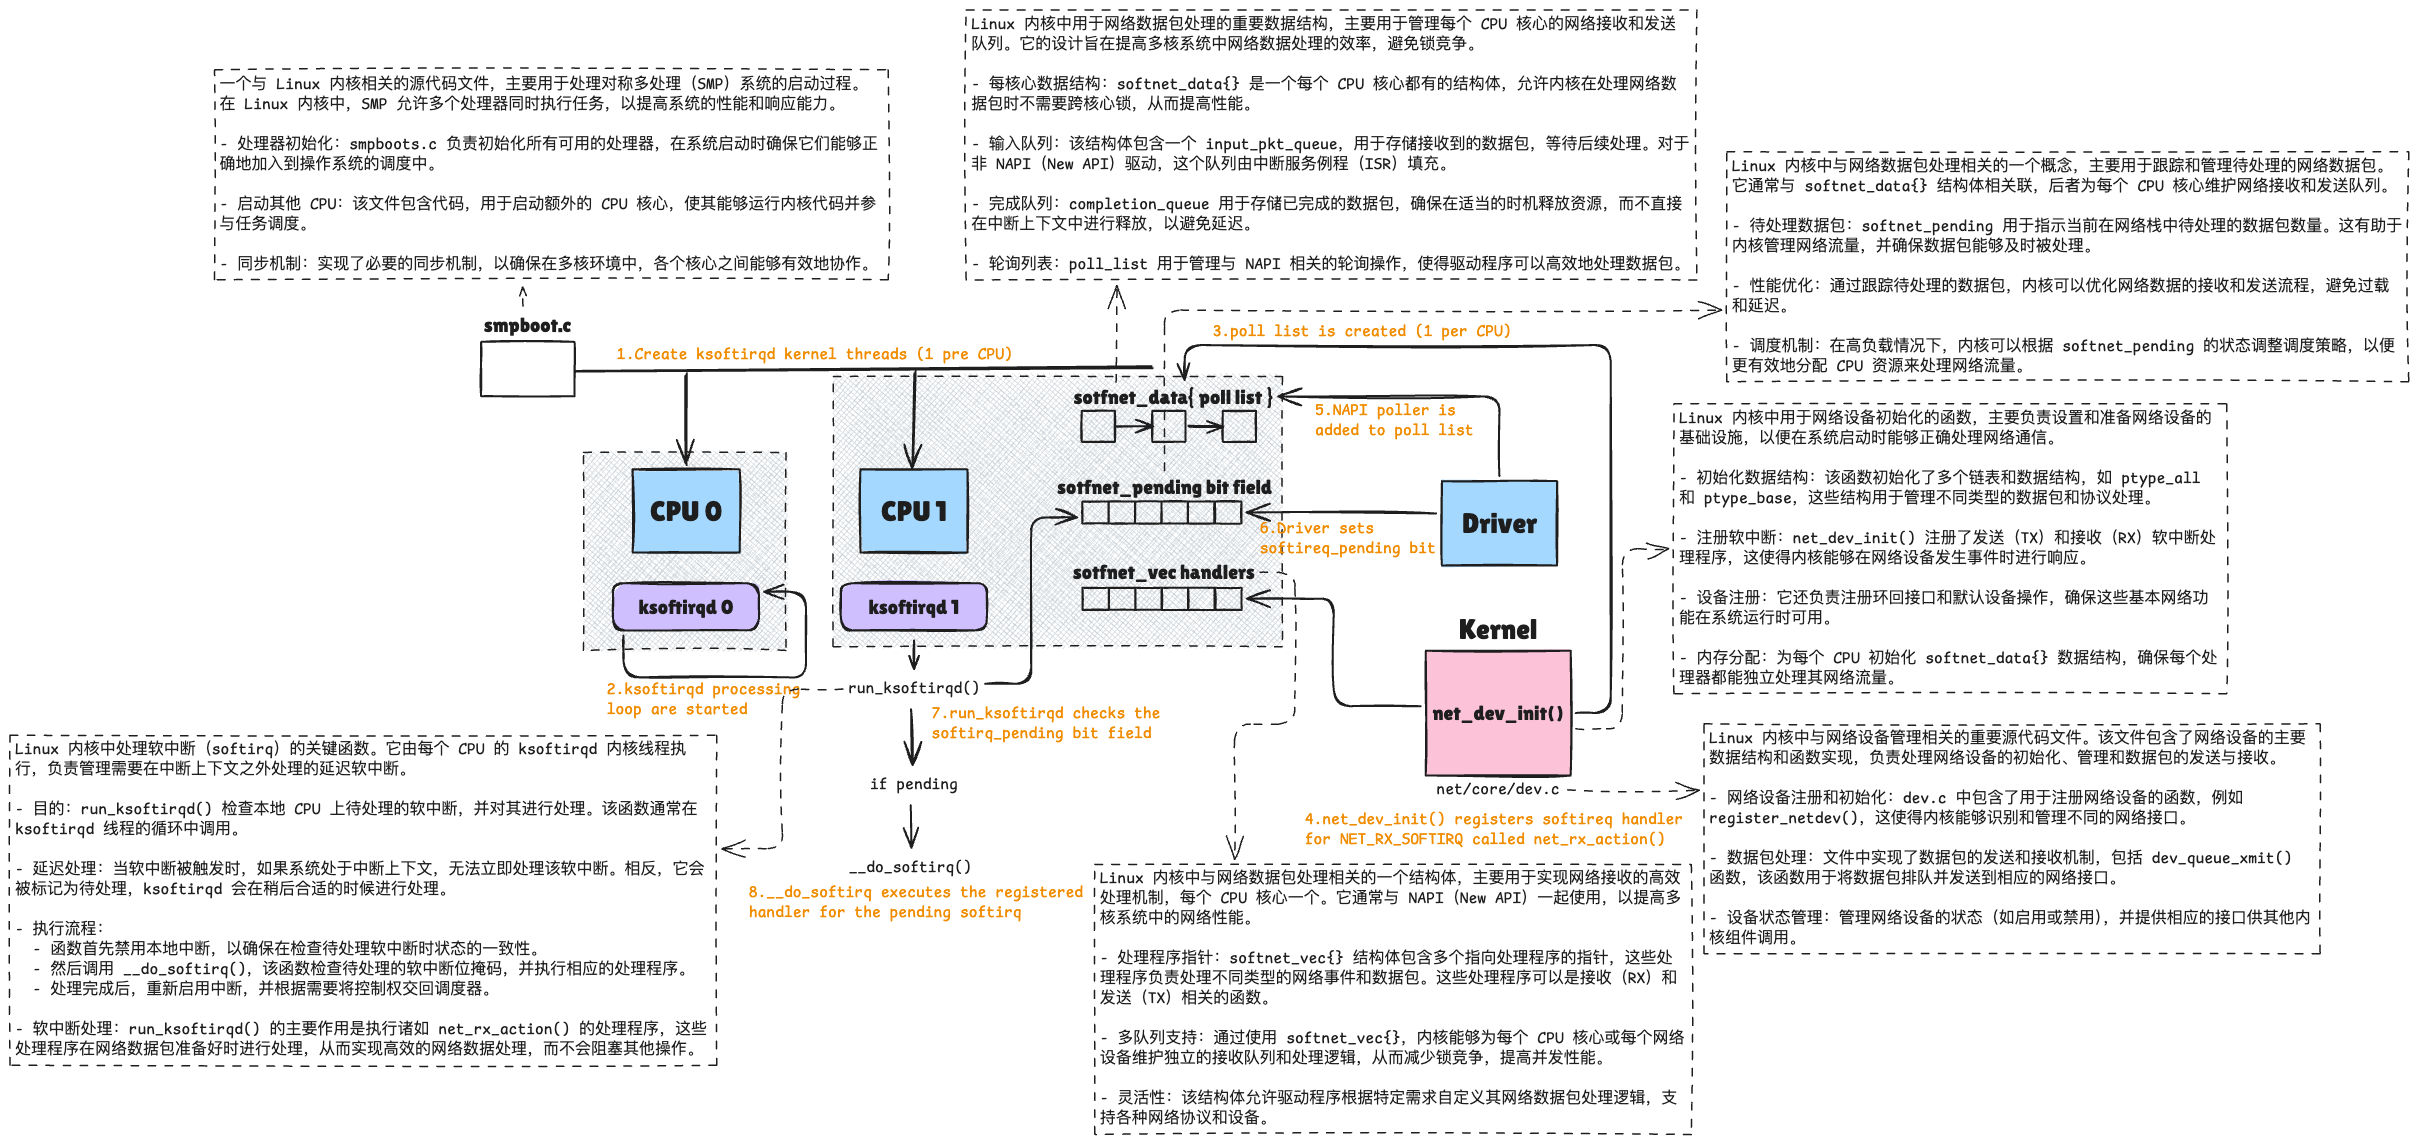 Linux 内核中用于网络数据包处理的重要数据结构，主要用于管理每个 CPU 核心的网络接收和发送
队列。它的设计旨在提高多核系统中网络数据处理的效率，避免锁竞争。
- 每核心数据结构：softnet_data{} 是一个每个 CPU 核心都有的结构体，允许内核在处理网络数
据包时不需要跨核心锁，从而提高性能。
- 输入队列：该结构体包含一个 input_pkt_queue，用于存储接收到的数据包，等待后续处理。对于
非 NAPI（New API）驱动，这个队列由中断服务例程（ISR）填充。
- 完成队列：completion_queue 用于存储已完成的数据包，确保在适当的时机释放资源，而不直接
在中断上下文中进行释放，以避免延迟。
- 轮询列表：poll_list 用于管理与 NAPI 相关的轮询操作，使得驱动程序可以高效地处理数据包。
一个与 Linux 内核相关的源代码文件，主要用于处理对称多处理（SMP）系统的启动过程。
在 Linux 内核中，SMP 允许多个处理器同时执行任务，以提高系统的性能和响应能力。
- 处理器初始化：smpboots.c 负责初始化所有可用的处理器，在系统启动时确保它们能够正
确地加入到操作系统的调度中。
- 启动其他 CPU：该文件包含代码，用于启动额外的 CPU 核心，使其能够运行内核代码并参
与任务调度。
- 同步机制：实现了必要的同步机制，以确保在多核环境中，各个核心之间能够有效地协作。
Linux 内核中与网络数据包处理相关的一个概念，主要用于跟踪和管理待处理的网络数据包。
它通常与 softnet_data{} 结构体相关联，后者为每个 CPU 核心维护网络接收和发送队列。
- 待处理数据包：softnet_pending 用于指示当前在网络栈中待处理的数据包数量。这有助于
内核管理网络流量，并确保数据包能够及时被处理。
- 性能优化：通过跟踪待处理的数据包，内核可以优化网络数据的接收和发送流程，避免过载
和延迟。
- 调度机制：在高负载情况下，内核可以根据 softnet_pending 的状态调整调度策略，以便
更有效地分配 CPU 资源来处理网络流量。
smpboot.c
1.Create ksoftirqd kernel threads (1 pre CPU)
3.poll list is created (1 per CPU)
sotfnet_data{ poll list }
5.NAPI poller is
added to poll list
CPU 0
CPU 1
sotfnet_pending bit field
Driver
6.Driver sets
softireq_pending bit
sotfnet_vec handlers
ksoftirqd 0
ksoftirqd 1
Kernel
net_dev_init()
net/core/dev.c
2.ksoftirqd processing
loop are started
run_ksoftirqd()
7.run_ksoftirqd checks the
softirq_pending bit field
if pending
__do_softirq()
8.__do_softirq executes the registered
handler for the pending softirq
4.net_dev_init() registers softireq handler
for NET_RX_SOFTIRQ called net_rx_action()
Linux 内核中用于网络设备初始化的函数，主要负责设置和准备网络设备的
基础设施，以便在系统启动时能够正确处理网络通信。
- 初始化数据结构：该函数初始化了多个链表和数据结构，如 ptype_all
和 ptype_base，这些结构用于管理不同类型的数据包和协议处理。
- 注册软中断：net_dev_init() 注册了发送（TX）和接收（RX）软中断处
理程序，这使得内核能够在网络设备发生事件时进行响应。
- 设备注册：它还负责注册环回接口和默认设备操作，确保这些基本网络功
能在系统运行时可用。
- 内存分配：为每个 CPU 初始化 softnet_data{} 数据结构，确保每个处
理器都能独立处理其网络流量。
Linux 内核中与网络设备管理相关的重要源代码文件。该文件包含了网络设备的主要
数据结构和函数实现，负责处理网络设备的初始化、管理和数据包的发送与接收。
- 网络设备注册和初始化：dev.c 中包含了用于注册网络设备的函数，例如
register_netdev()，这使得内核能够识别和管理不同的网络接口。
- 数据包处理：文件中实现了数据包的发送和接收机制，包括 dev_queue_xmit()
函数，该函数用于将数据包排队并发送到相应的网络接口。
- 设备状态管理：管理网络设备的状态（如启用或禁用），并提供相应的接口供其他内
核组件调用。
Linux 内核中处理软中断（softirq）的关键函数。它由每个 CPU 的 ksoftirqd 内核线程执
行，负责管理需要在中断上下文之外处理的延迟软中断。
- 目的：run_ksoftirqd() 检查本地 CPU 上待处理的软中断，并对其进行处理。该函数通常在
ksoftirqd 线程的循环中调用。
- 延迟处理：当软中断被触发时，如果系统处于中断上下文，无法立即处理该软中断。相反，它会
被标记为待处理，ksoftirqd 会在稍后合适的时候进行处理。
- 执行流程：
- 函数首先禁用本地中断，以确保在检查待处理软中断时状态的一致性。
- 然后调用 __do_softirq()，该函数检查待处理的软中断位掩码，并执行相应的处理程序。
- 处理完成后，重新启用中断，并根据需要将控制权交回调度器。
- 软中断处理：run_ksoftirqd() 的主要作用是执行诸如 net_rx_action() 的处理程序，这些
处理程序在网络数据包准备好时进行处理，从而实现高效的网络数据处理，而不会阻塞其他操作。
Linux 内核中与网络数据包处理相关的一个结构体，主要用于实现网络接收的高效
处理机制，每个 CPU 核心一个。它通常与 NAPI（New API）一起使用，以提高多
核系统中的网络性能。
- 处理程序指针：softnet_vec{} 结构体包含多个指向处理程序的指针，这些处
理程序负责处理不同类型的网络事件和数据包。这些处理程序可以是接收（RX）和
发送（TX）相关的函数。
- 多队列支持：通过使用 softnet_vec{}，内核能够为每个 CPU 核心或每个网络
设备维护独立的接收队列和处理逻辑，从而减少锁竞争，提高并发性能。
- 灵活性：该结构体允许驱动程序根据特定需求自定义其网络数据包处理逻辑，支
持各种网络协议和设备。